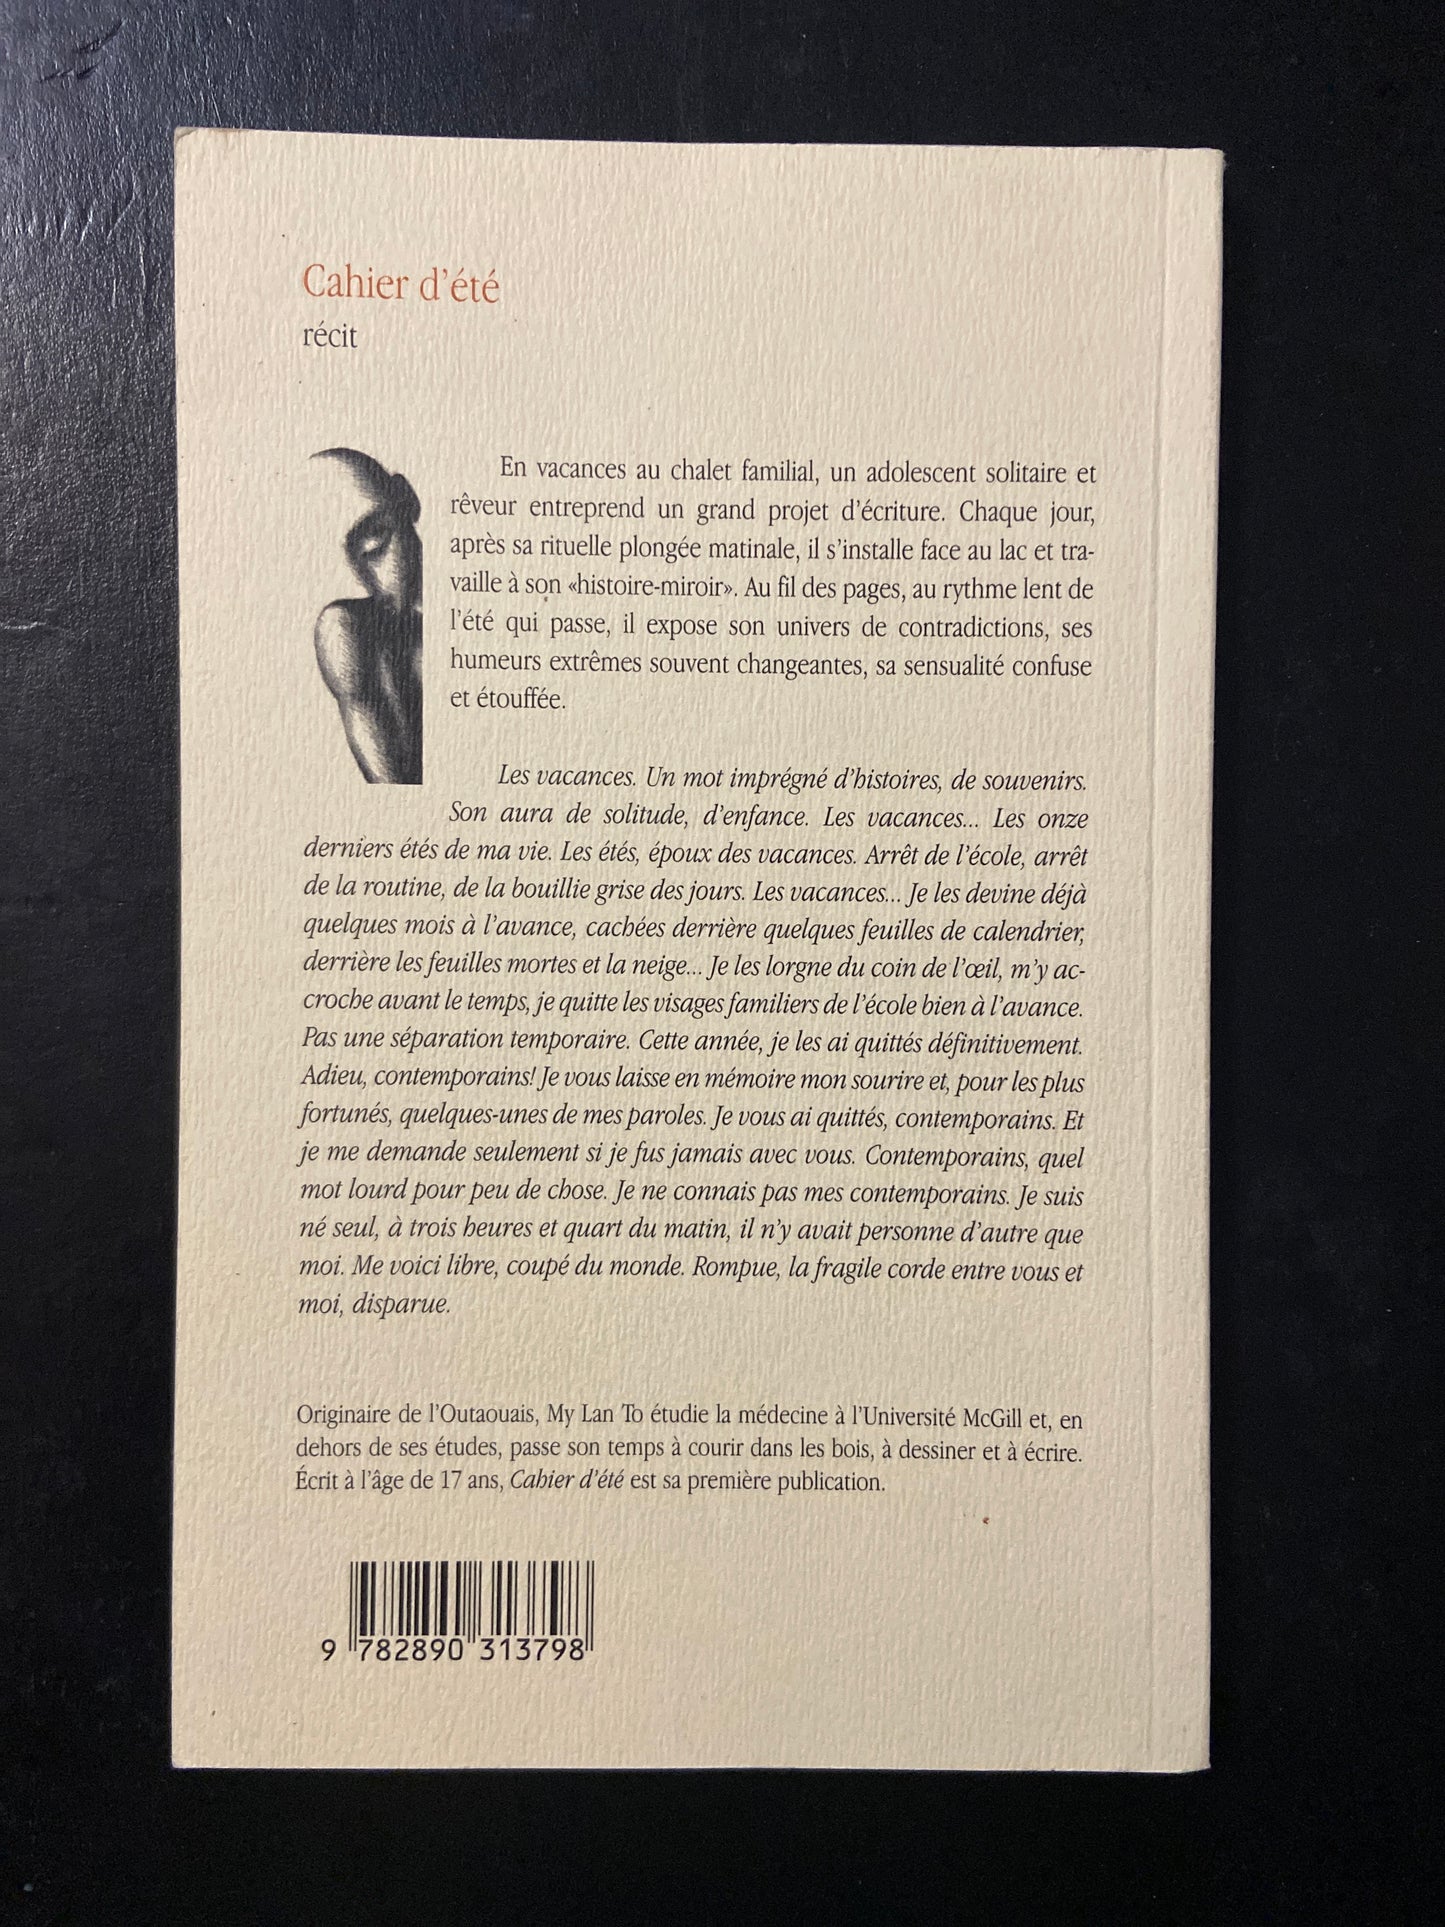 Cahier d'été
récit
En vacances au chalet familial, un adolescent solitaire et
rêveur entreprend un grand projet d'écriture. Chaque jour,
après sa rituelle plongée matinale, il s'installe face au lac et tra-
vaille à son «histoire-miroir». Au fil des pages, au rythme lent de
l'été qui passe, il expose son univers de contradictions, ses
humeurs extrêmes souvent changeantes, sa sensualité confuse
et étouffée.
Les vacances. Un mot imprégné d'histoires, de souvenirs.
Son aura de solitude, d'enfance. Les vacances... Les onze
derniers étés de ma vie. Les étés, époux des vacances. Arrêt de l'école, arrêt
de la routine, de la bouillie grise des jours. Les vacances... Je les devine déjà
quelques mois à l'avance, cachées derrière quelques feuilles de calendrier,
derrière les feuilles mortes et la neige... Je les lorgne du coin de l'œil, m'y ac-
croche avant le temps, je quitte les visages familiers de l'école bien à l'avance.
Pas une séparation temporaire. Cette année, je les ai quittés définitivement.
Adieu, contemporains! Je vous laisse en mémoire mon sourire et, pour les plus
fortunés, quelques-unes de mes paroles. Je vous ai quittés, contemporains. Et
je me demande seulement si je fus jamais avec vous. Contemporains, quel
mot lourd pour peu de chose. Je ne connais pas mes contemporains. Je suis
né seul, à trois heures et quart du matin, il n'y avait personne d'autre que
moi. Me voici libre, coupé du monde. Rompue, la fragile corde entre vous et
moi, disparue.
Originaire de l'Outaouais, My Lan To étudie la médecine à l'Université McGill et, en
dehors de ses études, passe son temps à courir dans les bois, à dessiner et à écrire.
Écrit à l'âge de 17 ans, Cahier d'été est sa première publication.
9 782890 313798